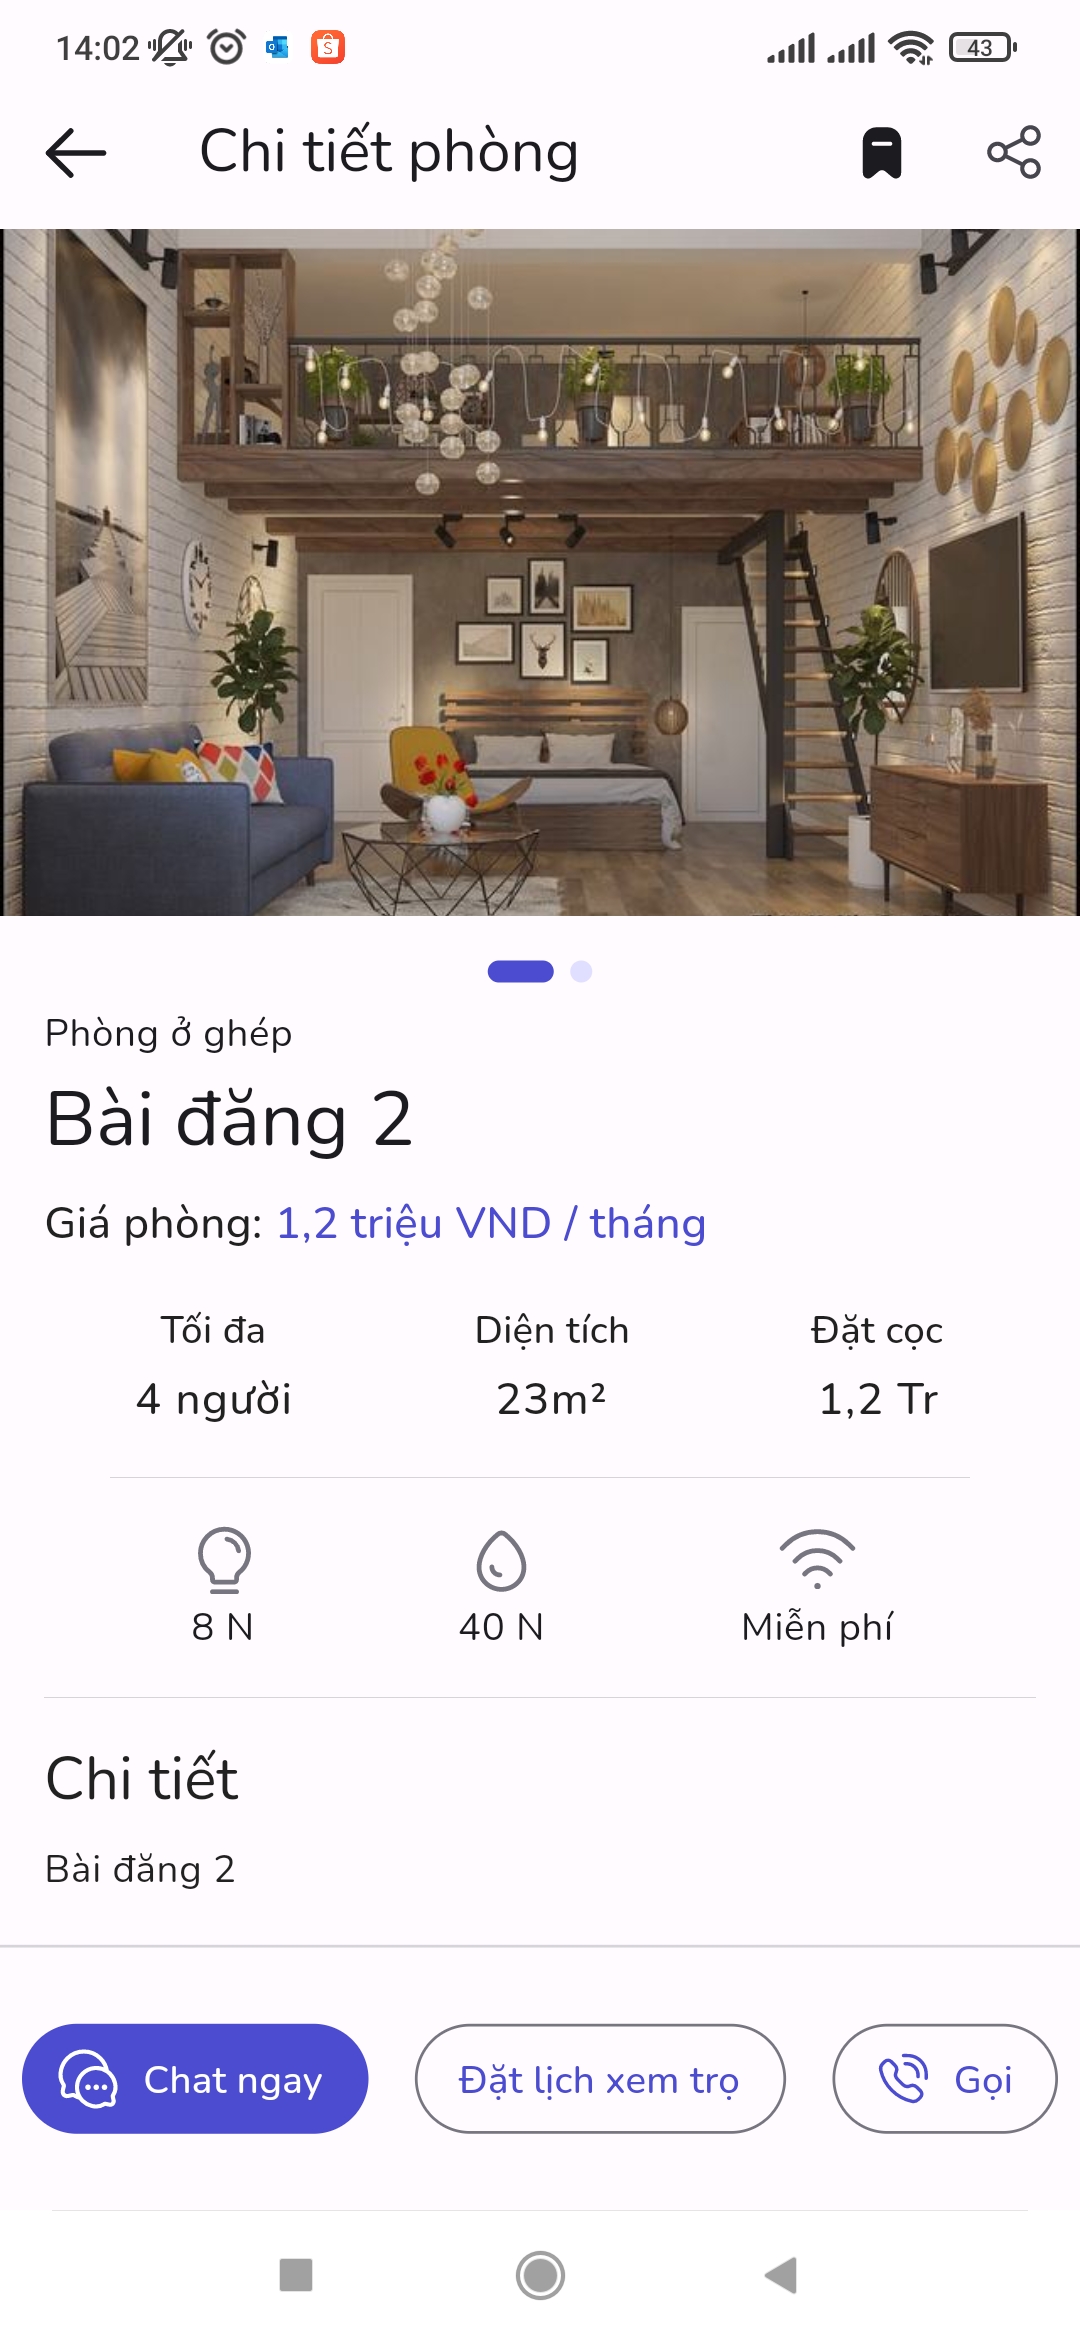 14:02
43
Chi tiết phòng
Phòng ở ghép
Bài đăng 2
Giá phòng: 1,2 triệu VND / tháng
Tối đa Diện tích Đặt cọc
4 người 23m² 1,2 Tr
8 N 40 N Miễn phí
Chi tiết
Bài đăng 2
Chat ngay Đặt lịch xem trọ Gọi